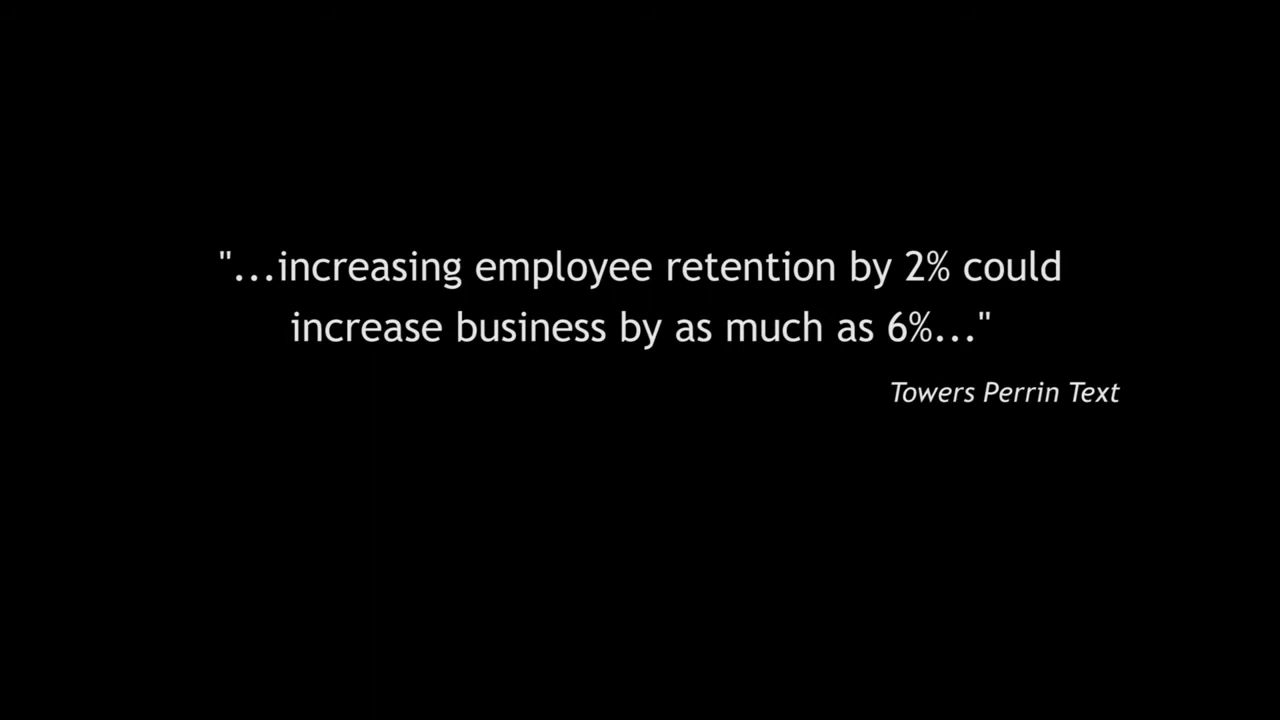 "...increasing employee retention by 2% could
increase business by as much as 6%..."
Towers Perrin Text